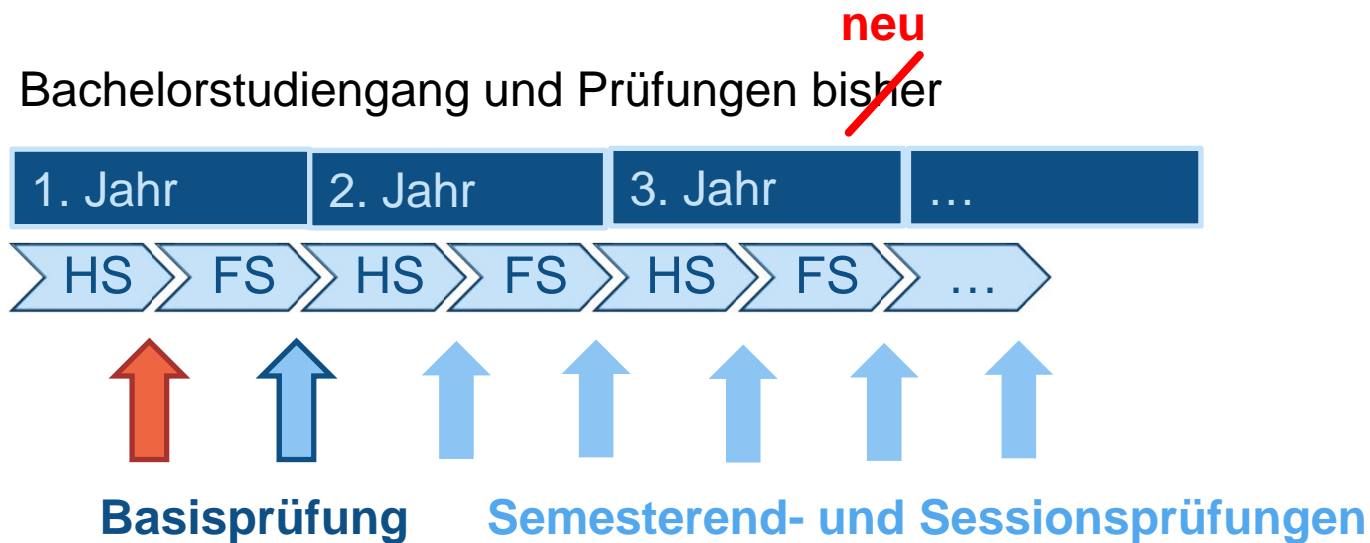 neu
Bachelorstudiengang und Prüfungen bisher
1. Jahr 2. Jahr 3. Jahr …
HS FS HS FS HS FS …
Basisprüfung Semesterend- und Sessionsprüfungen